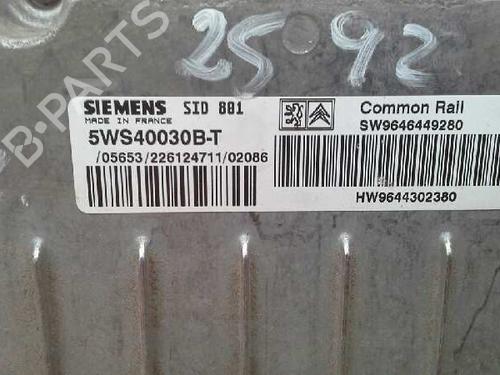 25 92
SIEMENS SID 801
MADE IN FRANCE
5WS40030B-T
/05653/226124711/02086
Common Rail
SW9646449280
HW9644302380
B-PARTS